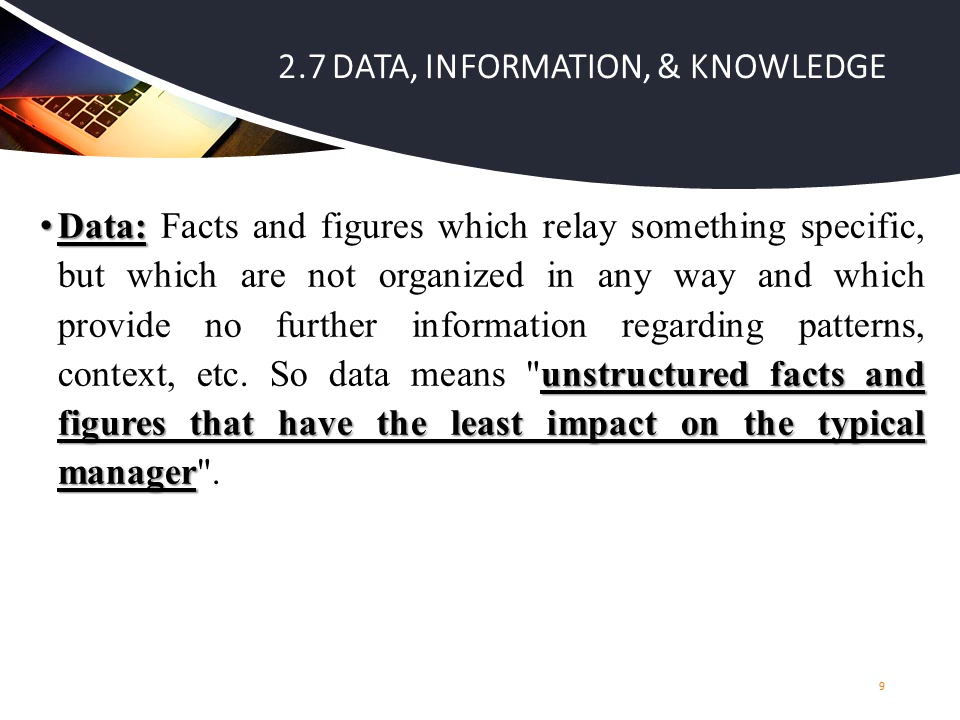 2.7 DATA, INFORMATION, & KNOWLEDGE
• Data: Facts and figures which relay something specific,
but which are not organized in any way and which
provide no further information regarding patterns,
context, etc. So data means "unstructured facts and
figures that have the least impact on the typical
manager".
9